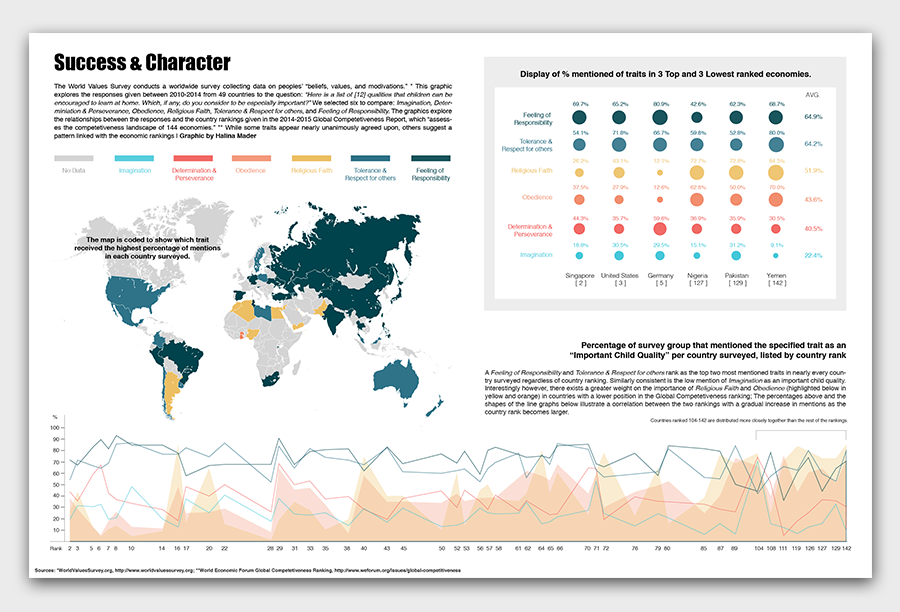 Success & Character
The World Values Survey conducts a worldwide survey collecting data on peoples' "beliefs, values, and motivations." * This graphic
explores the responses given between 2010-2014 from 49 countries to the question: "Here is a list of [12] qualities that children can be
encouraged to learn at home. Which, if any, do you consider to be especially important?" We selected six to compare: Imagination, Deter-
miniation & Perseverance, Obedience, Religious Faith, Tolerance & Respect for others, and Feeling of Responsibility. The graphics explore
the relationships between the responses and the country rankings given in the 2014-2015 Global Competetiveness Report, which "assess-
es the competetiveness landscape of 144 economies." ** While some traits appear nearly unanimously agreed upon, others suggest a
pattern linked with the economic rankings | Graphic by Halina Mader
No Data
Imagination
Determination &
Perseverance
Obedience
Religious Faith
Tolerance &
Respect for others
Feeling of
Responsibility
The map is coded to show which trait
received the highest percentage of mentions
in each country surveyed.
Display of % mentioned of traits in 3 Top and 3 Lowest ranked economies.
AVG.
Feeling of
Responsibility
69.7% 65.2% 80.9% 42.6% 62.3% 68.7%
64.9%
Tolerance &
Respect for others
54.1% 71.8% 66.7% 59.8% 52.8% 80.0%
64.2%
Religious Faith
43.1% 12.1% 72.7%
51.9%
Obedience
37.5% 27.9% 12.6% 62.8% 50.0% 70.0%
43.6%
Determination &
Perseverance
44.3% 35.7% 59.6% 36.9% 35.9% 30.5%
40.5%
Imagination
18.8% 30.5% 29.5% 15.1% 31.2% 9.1%
22.4%
Singapore
[ 2 ]
United States
[ 3 ]
Germany
[ 5 ]
Nigeria
[ 127 ]
Pakistan
[ 129 ]
Yemen
[ 142 ]
Percentage of survey group that mentioned the specified trait as an
"Important Child Quality" per country surveyed, listed by country rank
A Feeling of Responsibility and Tolerance & Respect for others rank as the top two most mentioned traits in nearly every coun-
try surveyed regardless of country ranking. Similarly consistent is the low mention of Imagination as an important child quality.
Interestingly however, there exists a greater weight on the importance of Religious Faith and Obedience (highlighted below in
yellow and orange) in countries with a lower position in the Global Competetiveness ranking; The percentages above and the
shapes of the line graphs below illustrate a correlation between the two rankings with a gradual increase in mentions as the
country rank becomes larger.
Countries ranked 104-142 are distributed more closely together than the rest of the rankings.
%
100
90
80
70
60
50
40
30
20
10
Rank 2 3 5 6 7 8 10 14 16 17 20 22 28 29 31 33 35 38 40 43 45 50 52 53 56 57 58 61 62 64 65 66 70 71 72 76 79 80 85 87 89 104 108 111 119 126 127 129 142
Sources: *WorldValuesSurvey.org, http://www.worldvaluessurvey.org; **World Economic Forum Global Competetiveness Ranking, http://www.weforum.org/issues/global-competitiveness